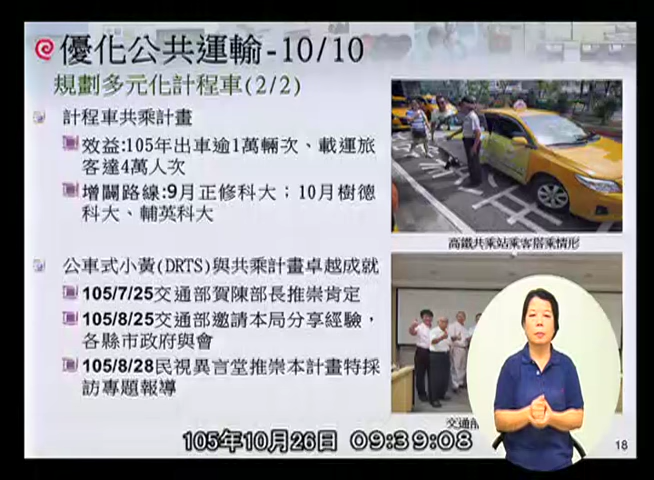 優化公共運輸-10/10
規劃多元化計程車(2/2)
計程車共乘計畫
效益:105年出車逾1萬輛次、載運旅
客達4萬人次
增闢路線:9月正修科大;10月樹德
科大、輔英科大
高鐵共乘站乘客搭乘情形
公車式小黃(DRTS)與共乘計畫卓越成就
105/7/25交通部賀陳部長推崇肯定
105/8/25交通部邀請本局分享經驗,
各縣市政府與會
105/8/28民視異言堂推崇本計畫特採
訪專題報導
交通部
105年10月26日 09:39:08
18